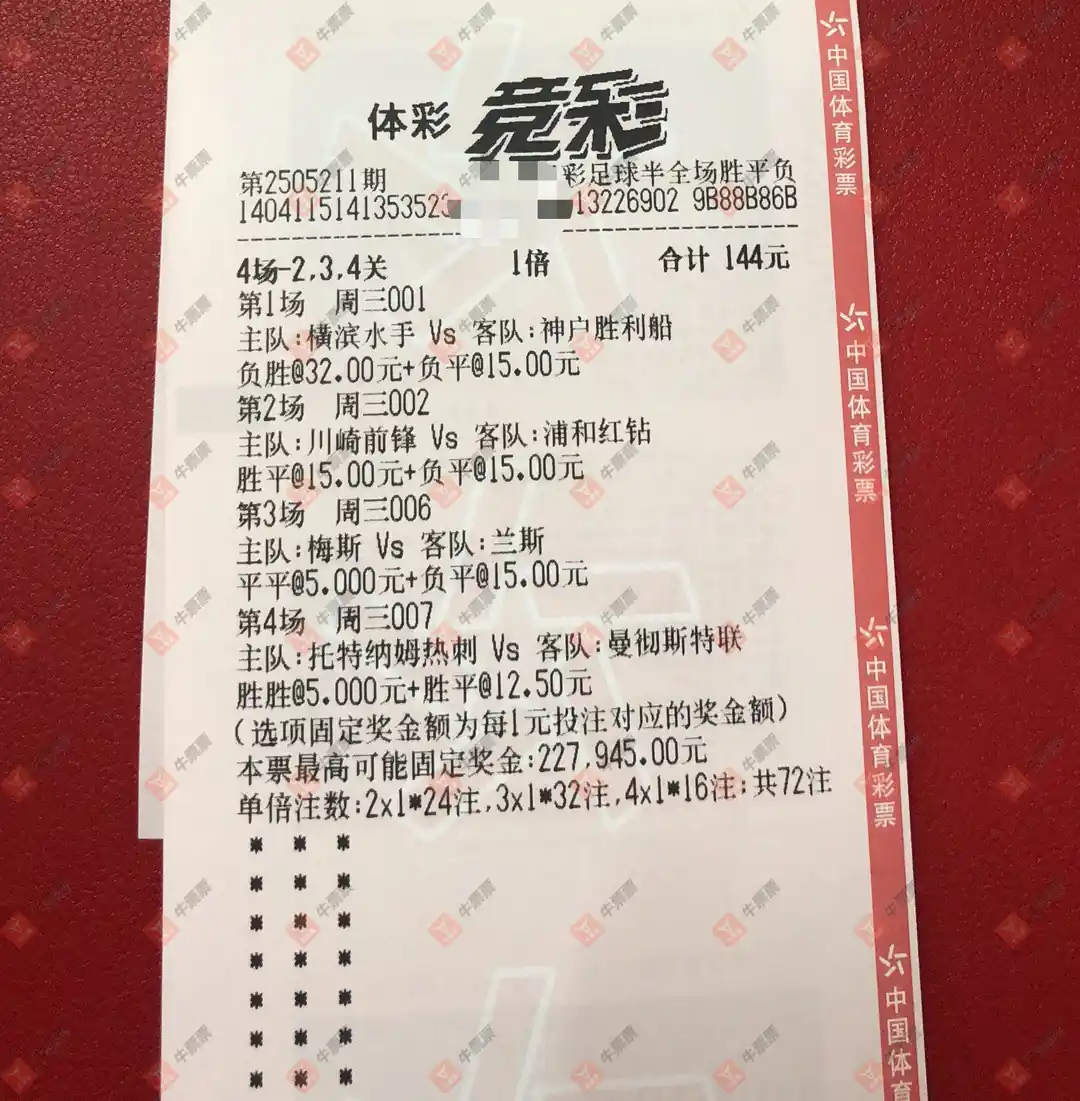 体彩 竞彩
第2505211期 彩足球半全场胜平负
1404115141353523 13226902 9B88B86B
4场-2,3,4关 1倍 合计 144元
第1场 周三001
主队:横滨水手 Vs 客队:神户胜利船
负胜@32.00元+负平@15.00元
第2场 周三002
主队:川崎前锋 Vs 客队:浦和红钻
胜平@15.00元+负平@15.00元
第3场 周三006
主队:梅斯 Vs 客队:兰斯
平平@5.000元+负平@15.00元
第4场 周三007
主队:托特纳姆热刺 Vs 客队:曼彻斯特联
胜胜@5.000元+胜平@12.50元
(选项固定奖金额为每1元投注对应的奖金额)
本票最高可能固定奖金:227,945.00元
单倍注数:2x1*24注,3x1*32注,4x1*16注;共72注
* * *
* * *
* * *
* * *
* * *
* * *
* * *
中国体育彩票
中国体育彩票
中国体育彩票
中国体育
牛票票